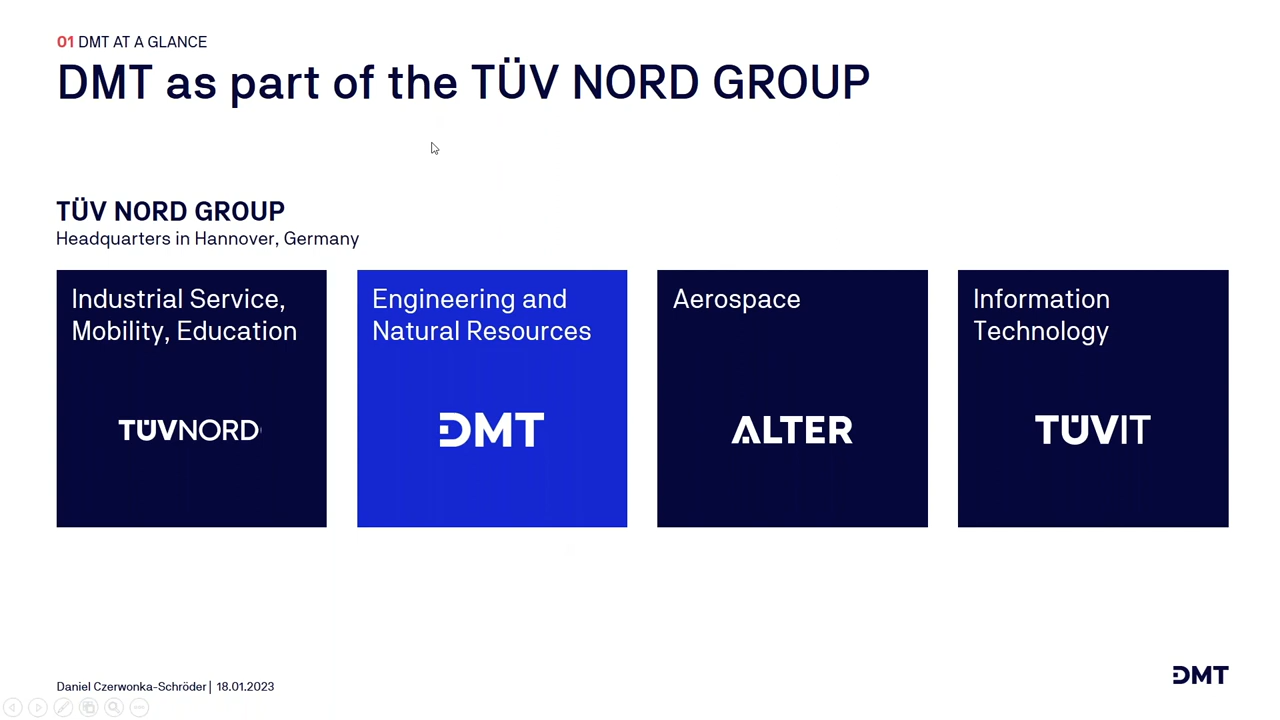 01 DMT AT A GLANCE
DMT as part of the TÜV NORD GROUP
TÜV NORD GROUP
Headquarters in Hannover, Germany
Industrial Service,
Mobility, Education
TÜVNORD
Engineering and
Natural Resources
DMT
Aerospace
ALTER
Information
Technology
TÜVIT
Daniel Czerwonka-Schröder| 18.01.2023
DMT